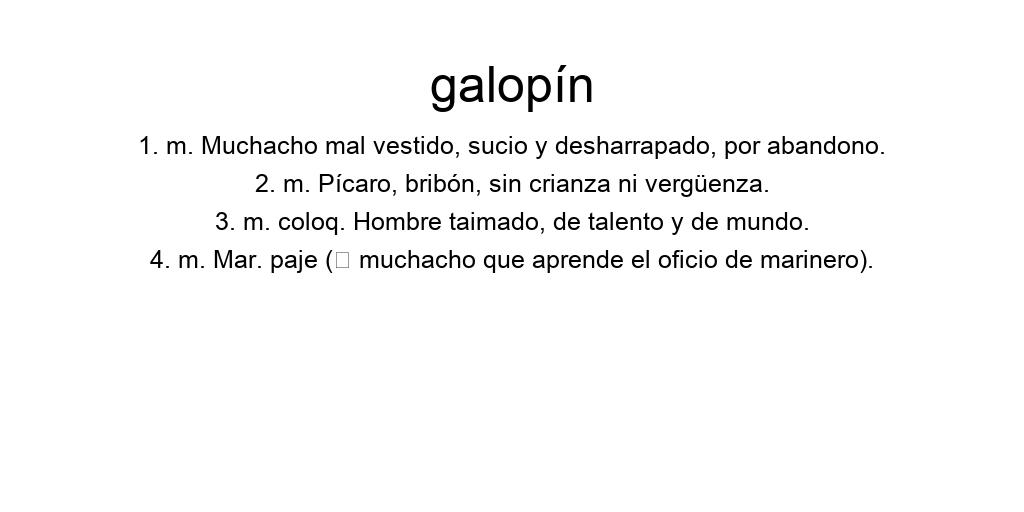 galopín
1. m. Muchacho mal vestido, sucio y desharrapado, por abandono.
2. m. Pícaro, bribón, sin crianza ni vergüenza.
3. m. coloq. Hombre taimado, de talento y de mundo.
4. m. Mar. paje (□ muchacho que aprende el oficio de marinero).